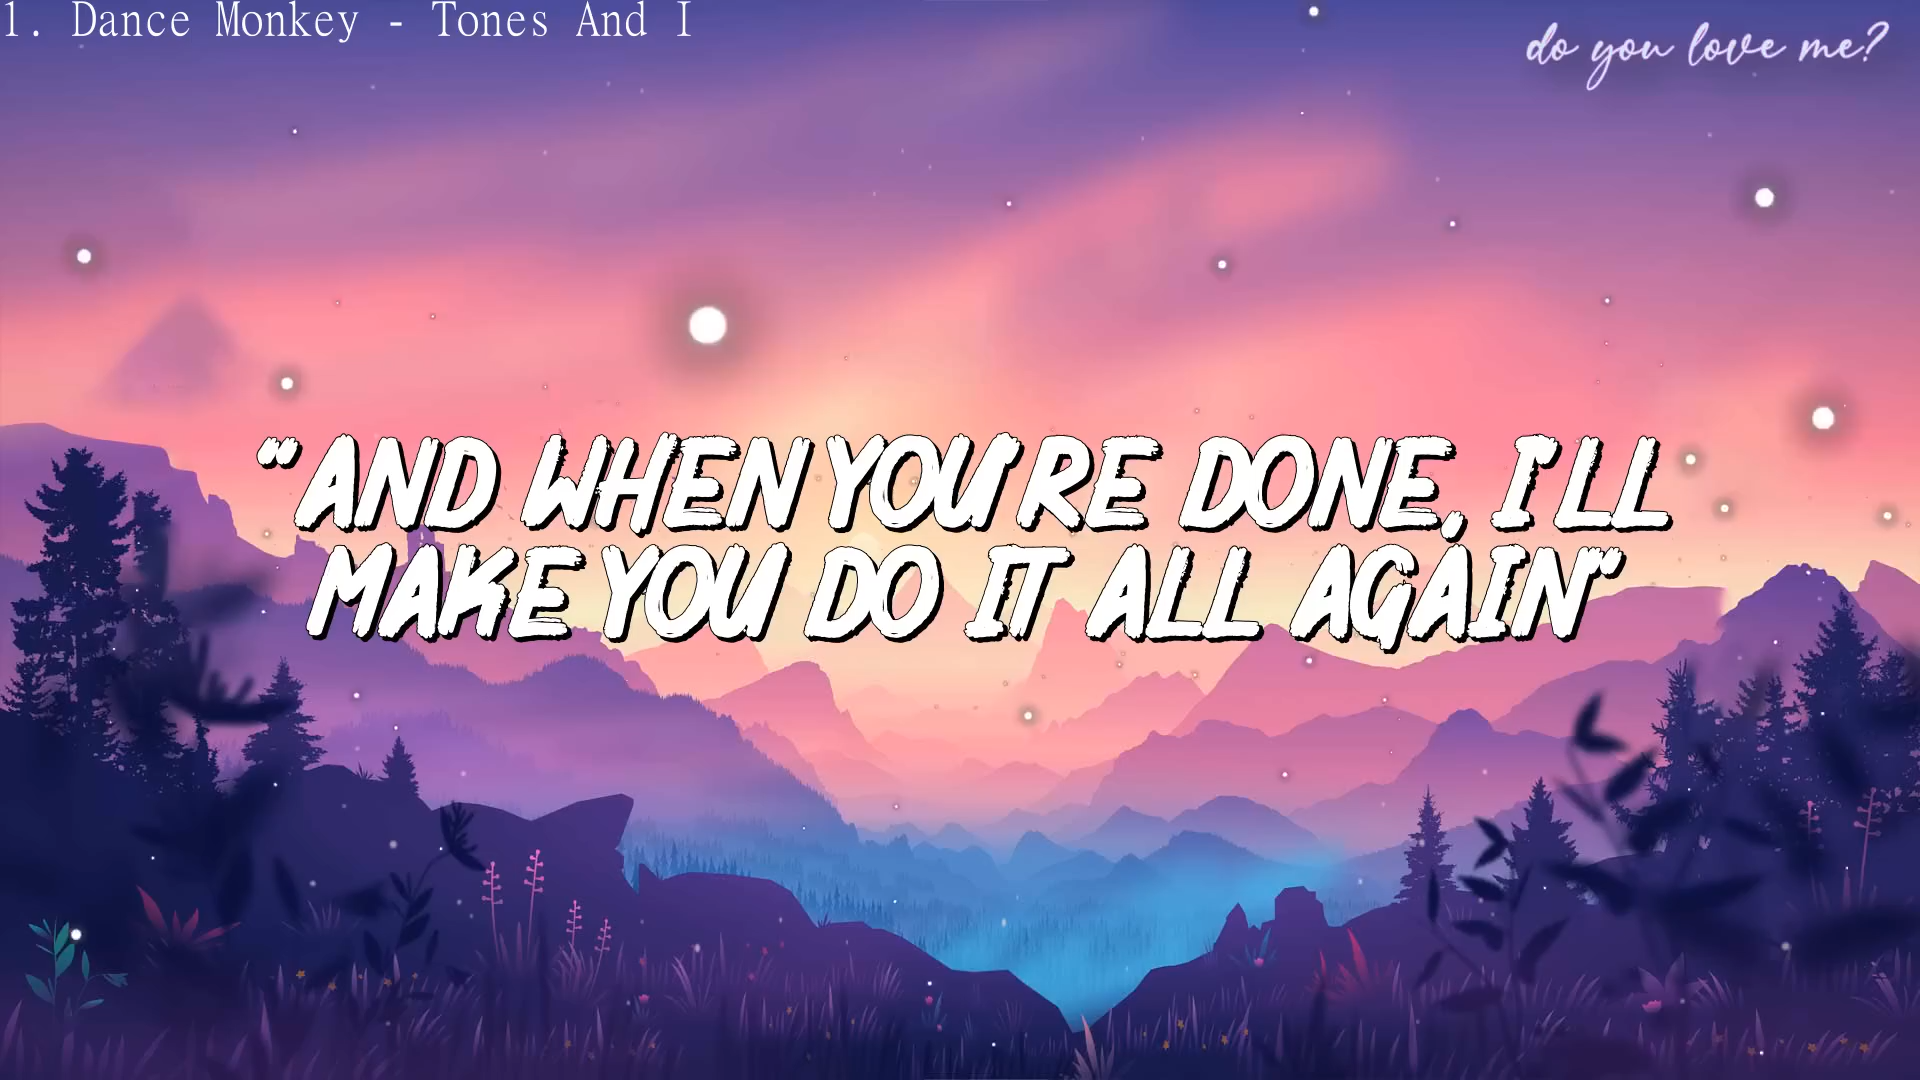 1. Dance Monkey - Tones And I
do you love me?
"AND WHEN YOU'RE DONE, I'LL
MAKE YOU DO IT ALL AGAIN"